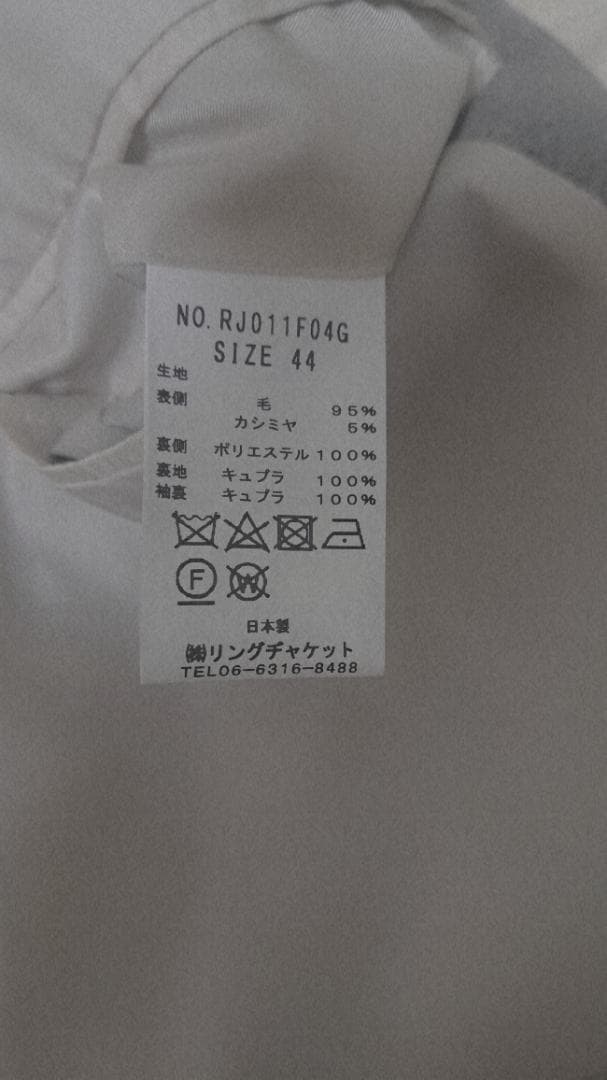 NO. RJ011F04G
SIZE 44
生地
表側 毛 95%
カシミヤ 5%
裏側 ポリエステル 100%
裏地 キュプラ 100%
袖裏 キュプラ 100%
F W
日本製
㈱リングヂャケット
TEL06-6316-8488